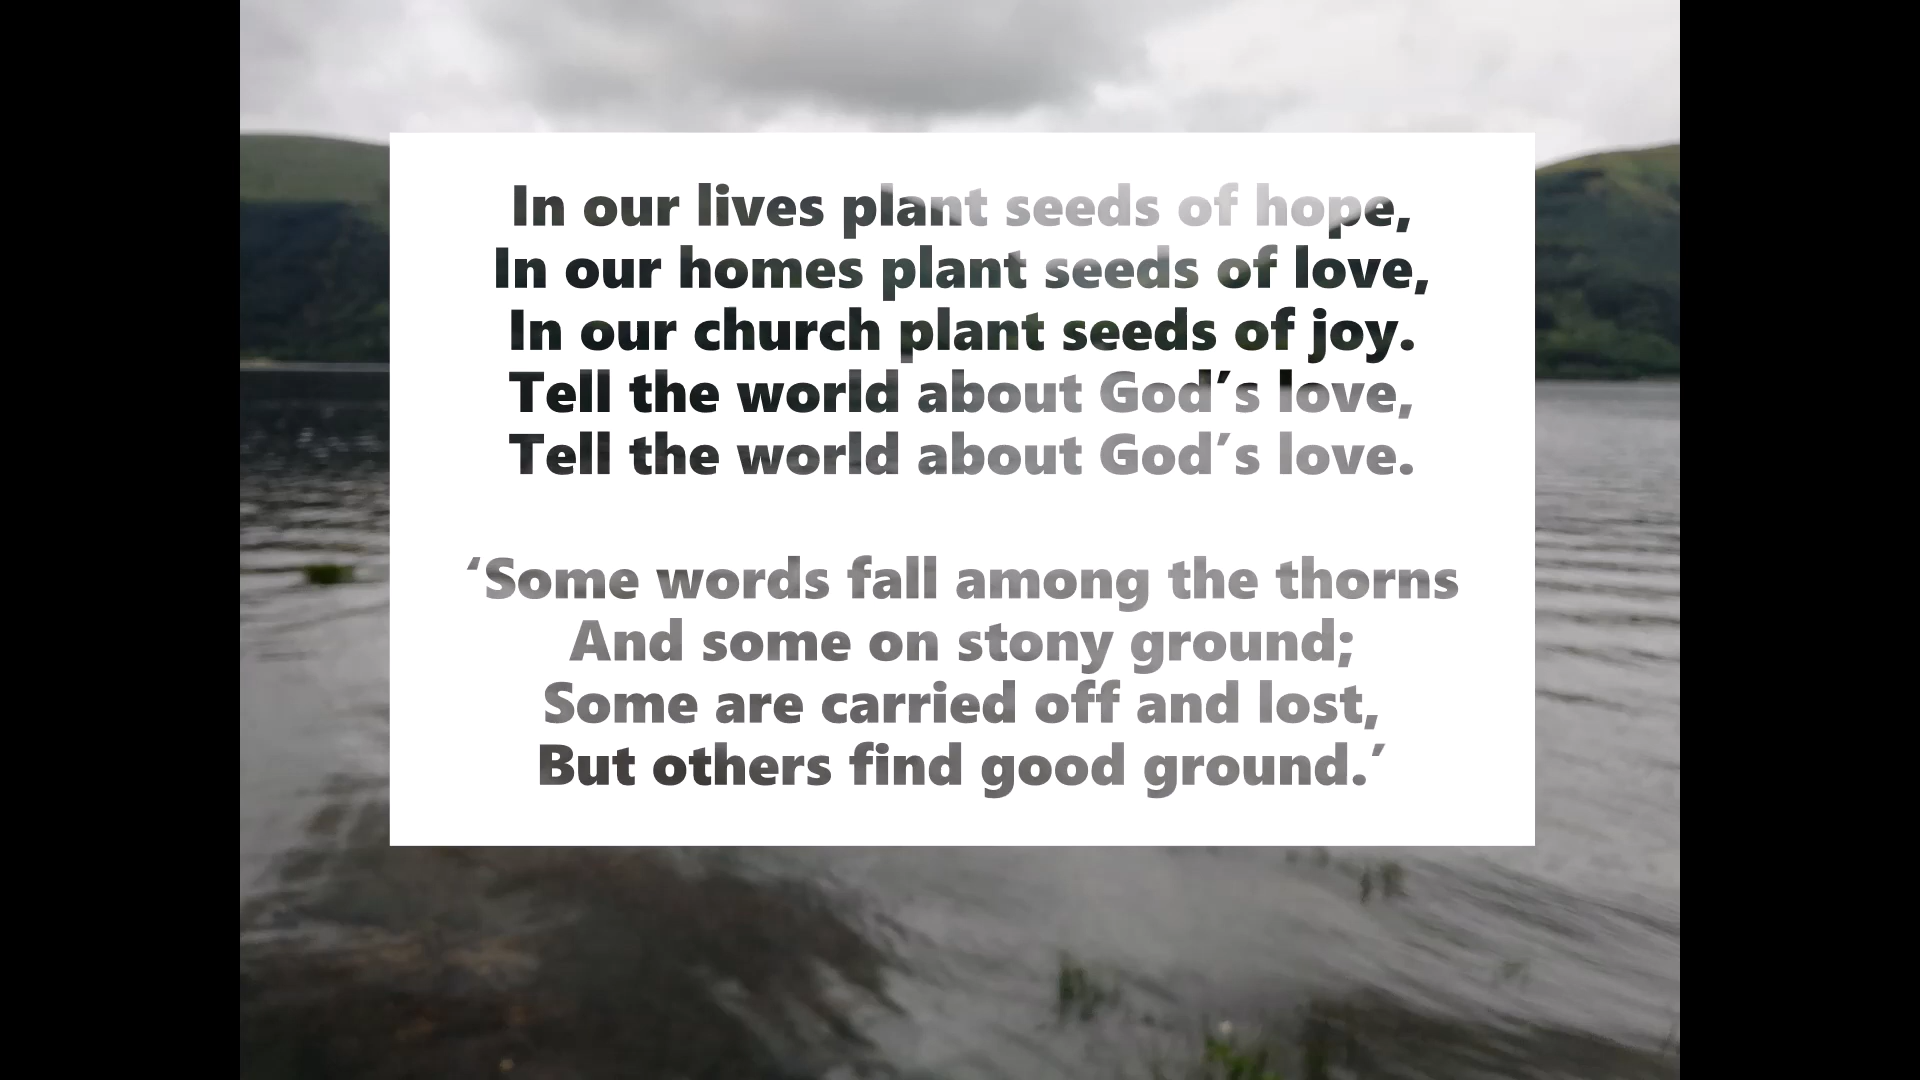 In our lives plant seeds of hope,
In our homes plant seeds of love,
In our church plant seeds of joy.
Tell the world about God’s love,
Tell the world about God’s love.
‘Some words fall among the thorns
And some on stony ground;
Some are carried off and lost,
But others find good ground.’